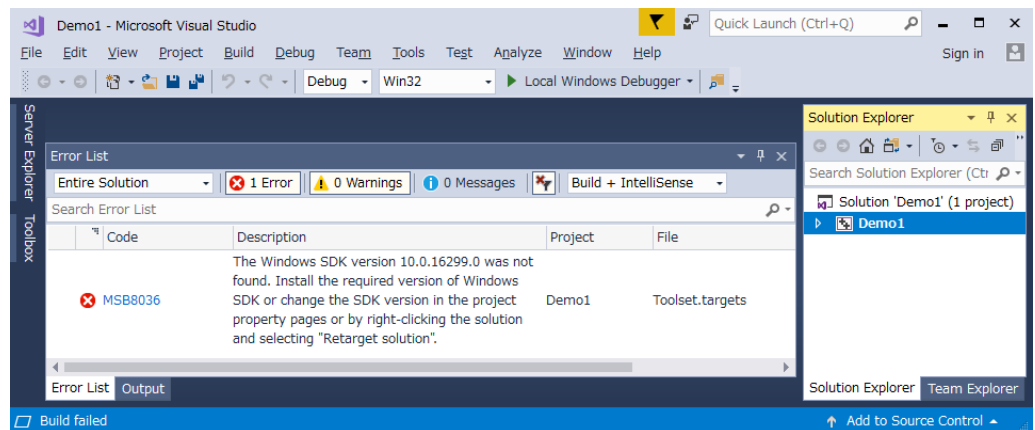 Demo1 - Microsoft Visual Studio
Quick Launch (Ctrl+Q)
File Edit View Project Build Debug Team Tools Test Analyze Window Help
Sign in
Debug Win32 Local Windows Debugger
Server Explorer
Toolbox
Error List
Entire Solution 1 Error 0 Warnings 0 Messages Build + IntelliSense
Search Error List
Code Description Project File
MSB8036
The Windows SDK version 10.0.16299.0 was not
found. Install the required version of Windows
SDK or change the SDK version in the project
property pages or by right-clicking the solution
and selecting "Retarget solution".
Demo1
Toolset.targets
Error List Output
Solution Explorer
Search Solution Explorer (Ctr
Solution 'Demo1' (1 project)
Demo1
Solution Explorer Team Explorer
Build failed
Add to Source Control